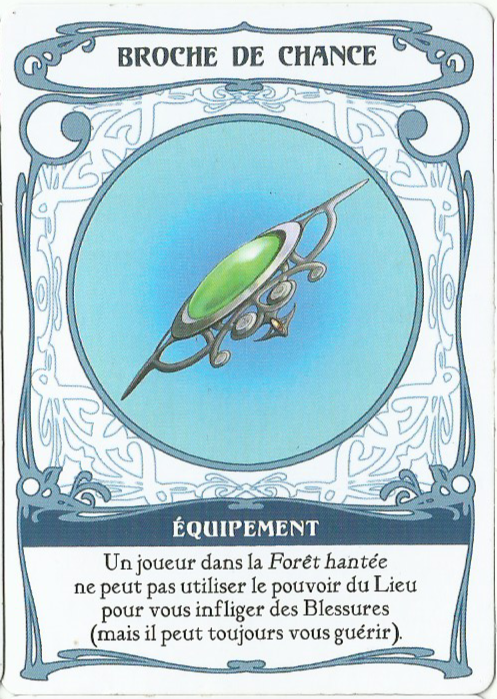 BROCHE DE CHANCE
ÉQUIPEMENT
Un joueur dans la Forêt hantée
ne peut pas utiliser le pouvoir du Lieu
pour vous infliger des Blessures
(mais il peut toujours vous guérir).